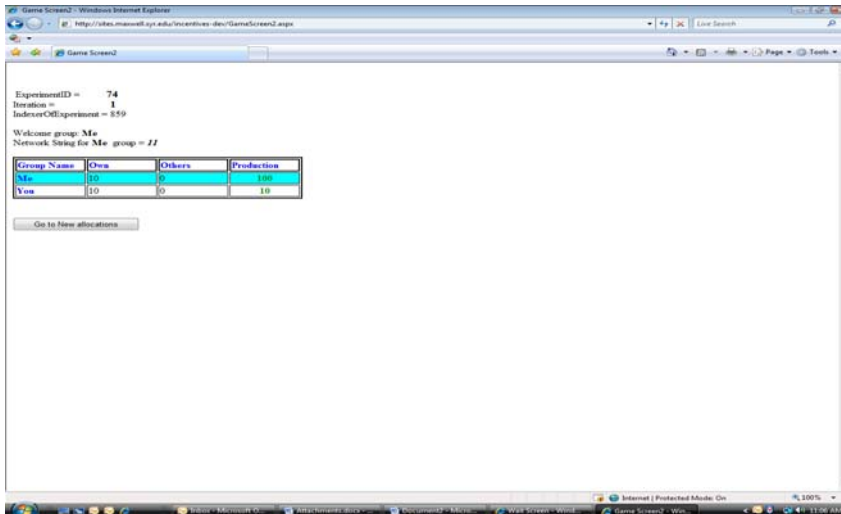 Game Screen2 - Windows Internet Explorer
http://sites.maxwell.syr.edu/incentives-dev/GameScreen2.aspx
Live Search
Game Screen2
Page
Tools
ExperimentID = 74
Iteration = 1
IndexerOfExperiment = 859
Welcome group: Me
Network String for Me group = 11
Group Name Own Others Production
Me 10 0 100
You 10 0 10
Go to New allocations
Internet | Protected Mode: On
100%
Inbox - Microsoft O...
Attachments.docx - ...
Document2 - Micro...
Wait Screen - Wind...
Game Screen2 - Win...
11:06 AM